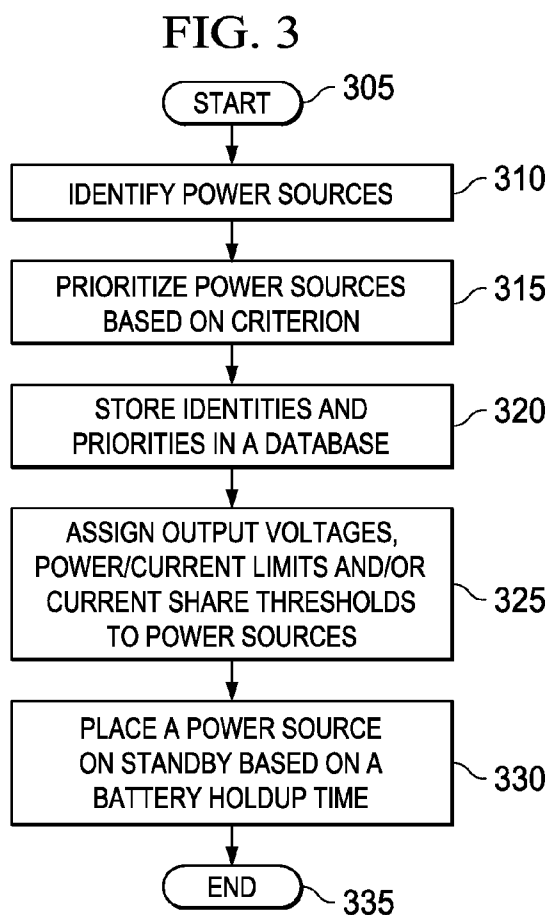 FIG. 3
START
305
IDENTIFY POWER SOURCES
310
PRIORITIZE POWER SOURCES
BASED ON CRITERION
315
STORE IDENTITIES AND
PRIORITIES IN A DATABASE
320
ASSIGN OUTPUT VOLTAGES,
POWER/CURRENT LIMITS AND/OR
CURRENT SHARE THRESHOLDS
TO POWER SOURCES
325
PLACE A POWER SOURCE
ON STANDBY BASED ON A
BATTERY HOLDUP TIME
330
END
335